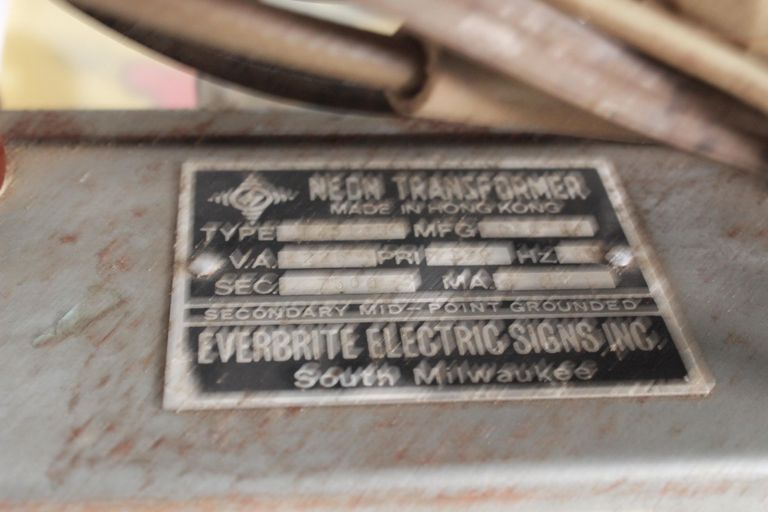 NEON TRANSFORMER
MADE IN HONG KONG
TYPE MFG
V.A. PRI HZ.
SEC. MA.
SECONDARY MID-POINT GROUNDED
EVERBRITE ELECTRIC SIGNS, INC.
South Milwaukee